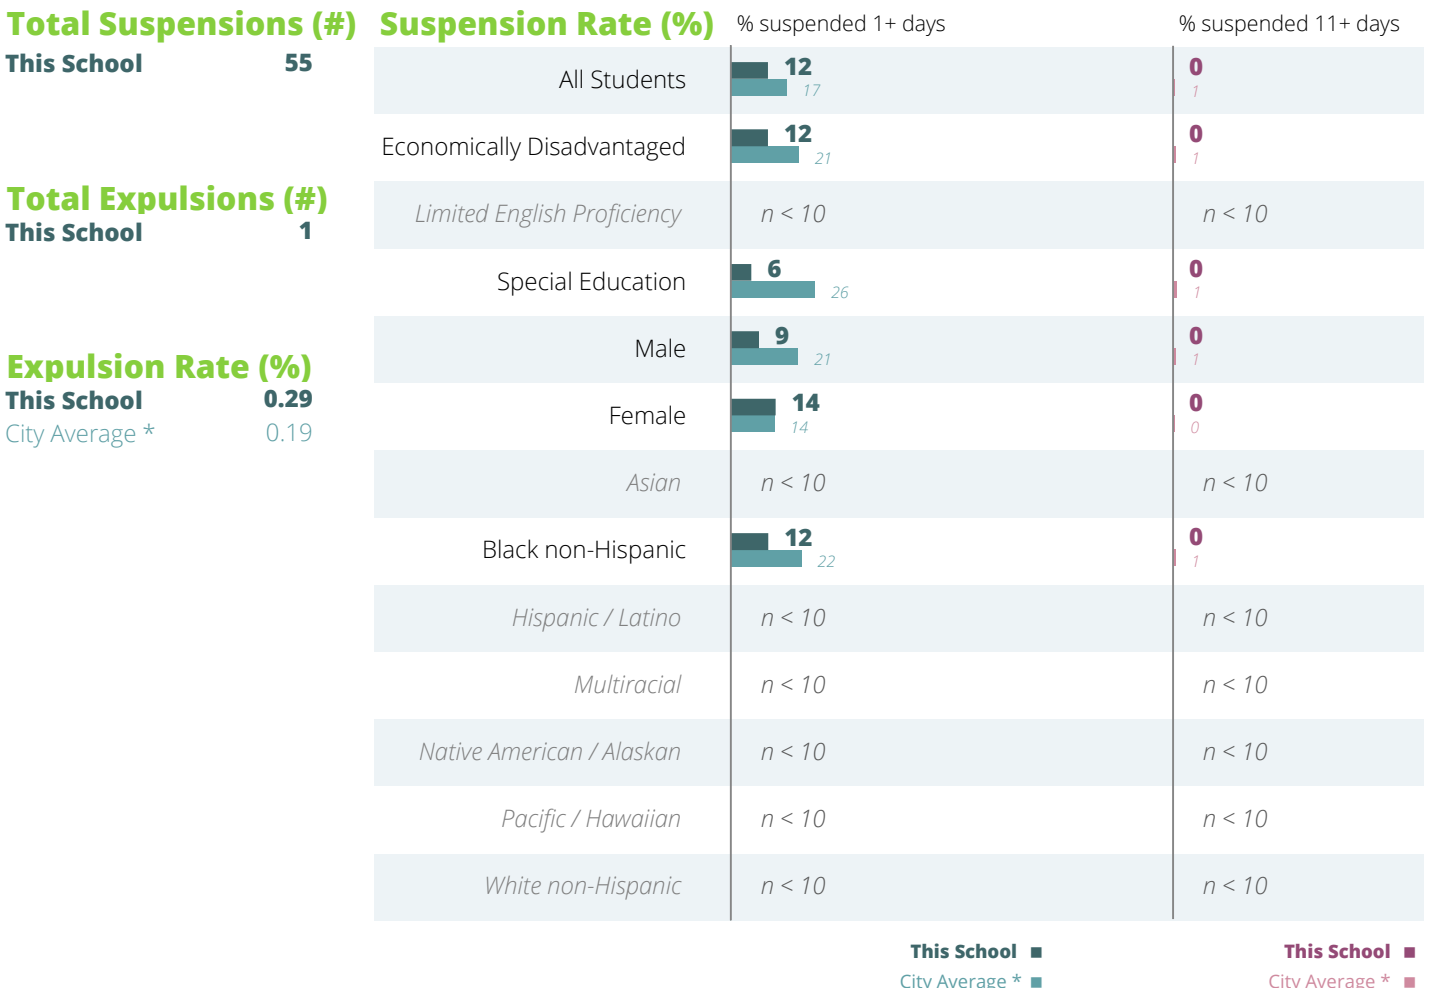 Total Suspensions (#)
This School 55
Total Expulsions (#)
This School 1
Expulsion Rate (%)
This School 0.29
City Average * 0.19
Suspension Rate (%) % suspended 1+ days % suspended 11+ days
All Students 12 0
17 1
Economically Disadvantaged 12 0
21 1
Limited English Proficiency n < 10 n < 10
Special Education 6 0
26 1
Male 9 0
21 1
Female 14 0
14 0
Asian n < 10 n < 10
Black non-Hispanic 12 0
22 1
Hispanic / Latino n < 10 n < 10
Multiracial n < 10 n < 10
Native American / Alaskan n < 10 n < 10
Pacific / Hawaiian n < 10 n < 10
White non-Hispanic n < 10 n < 10
This School This School
City Average * City Average *